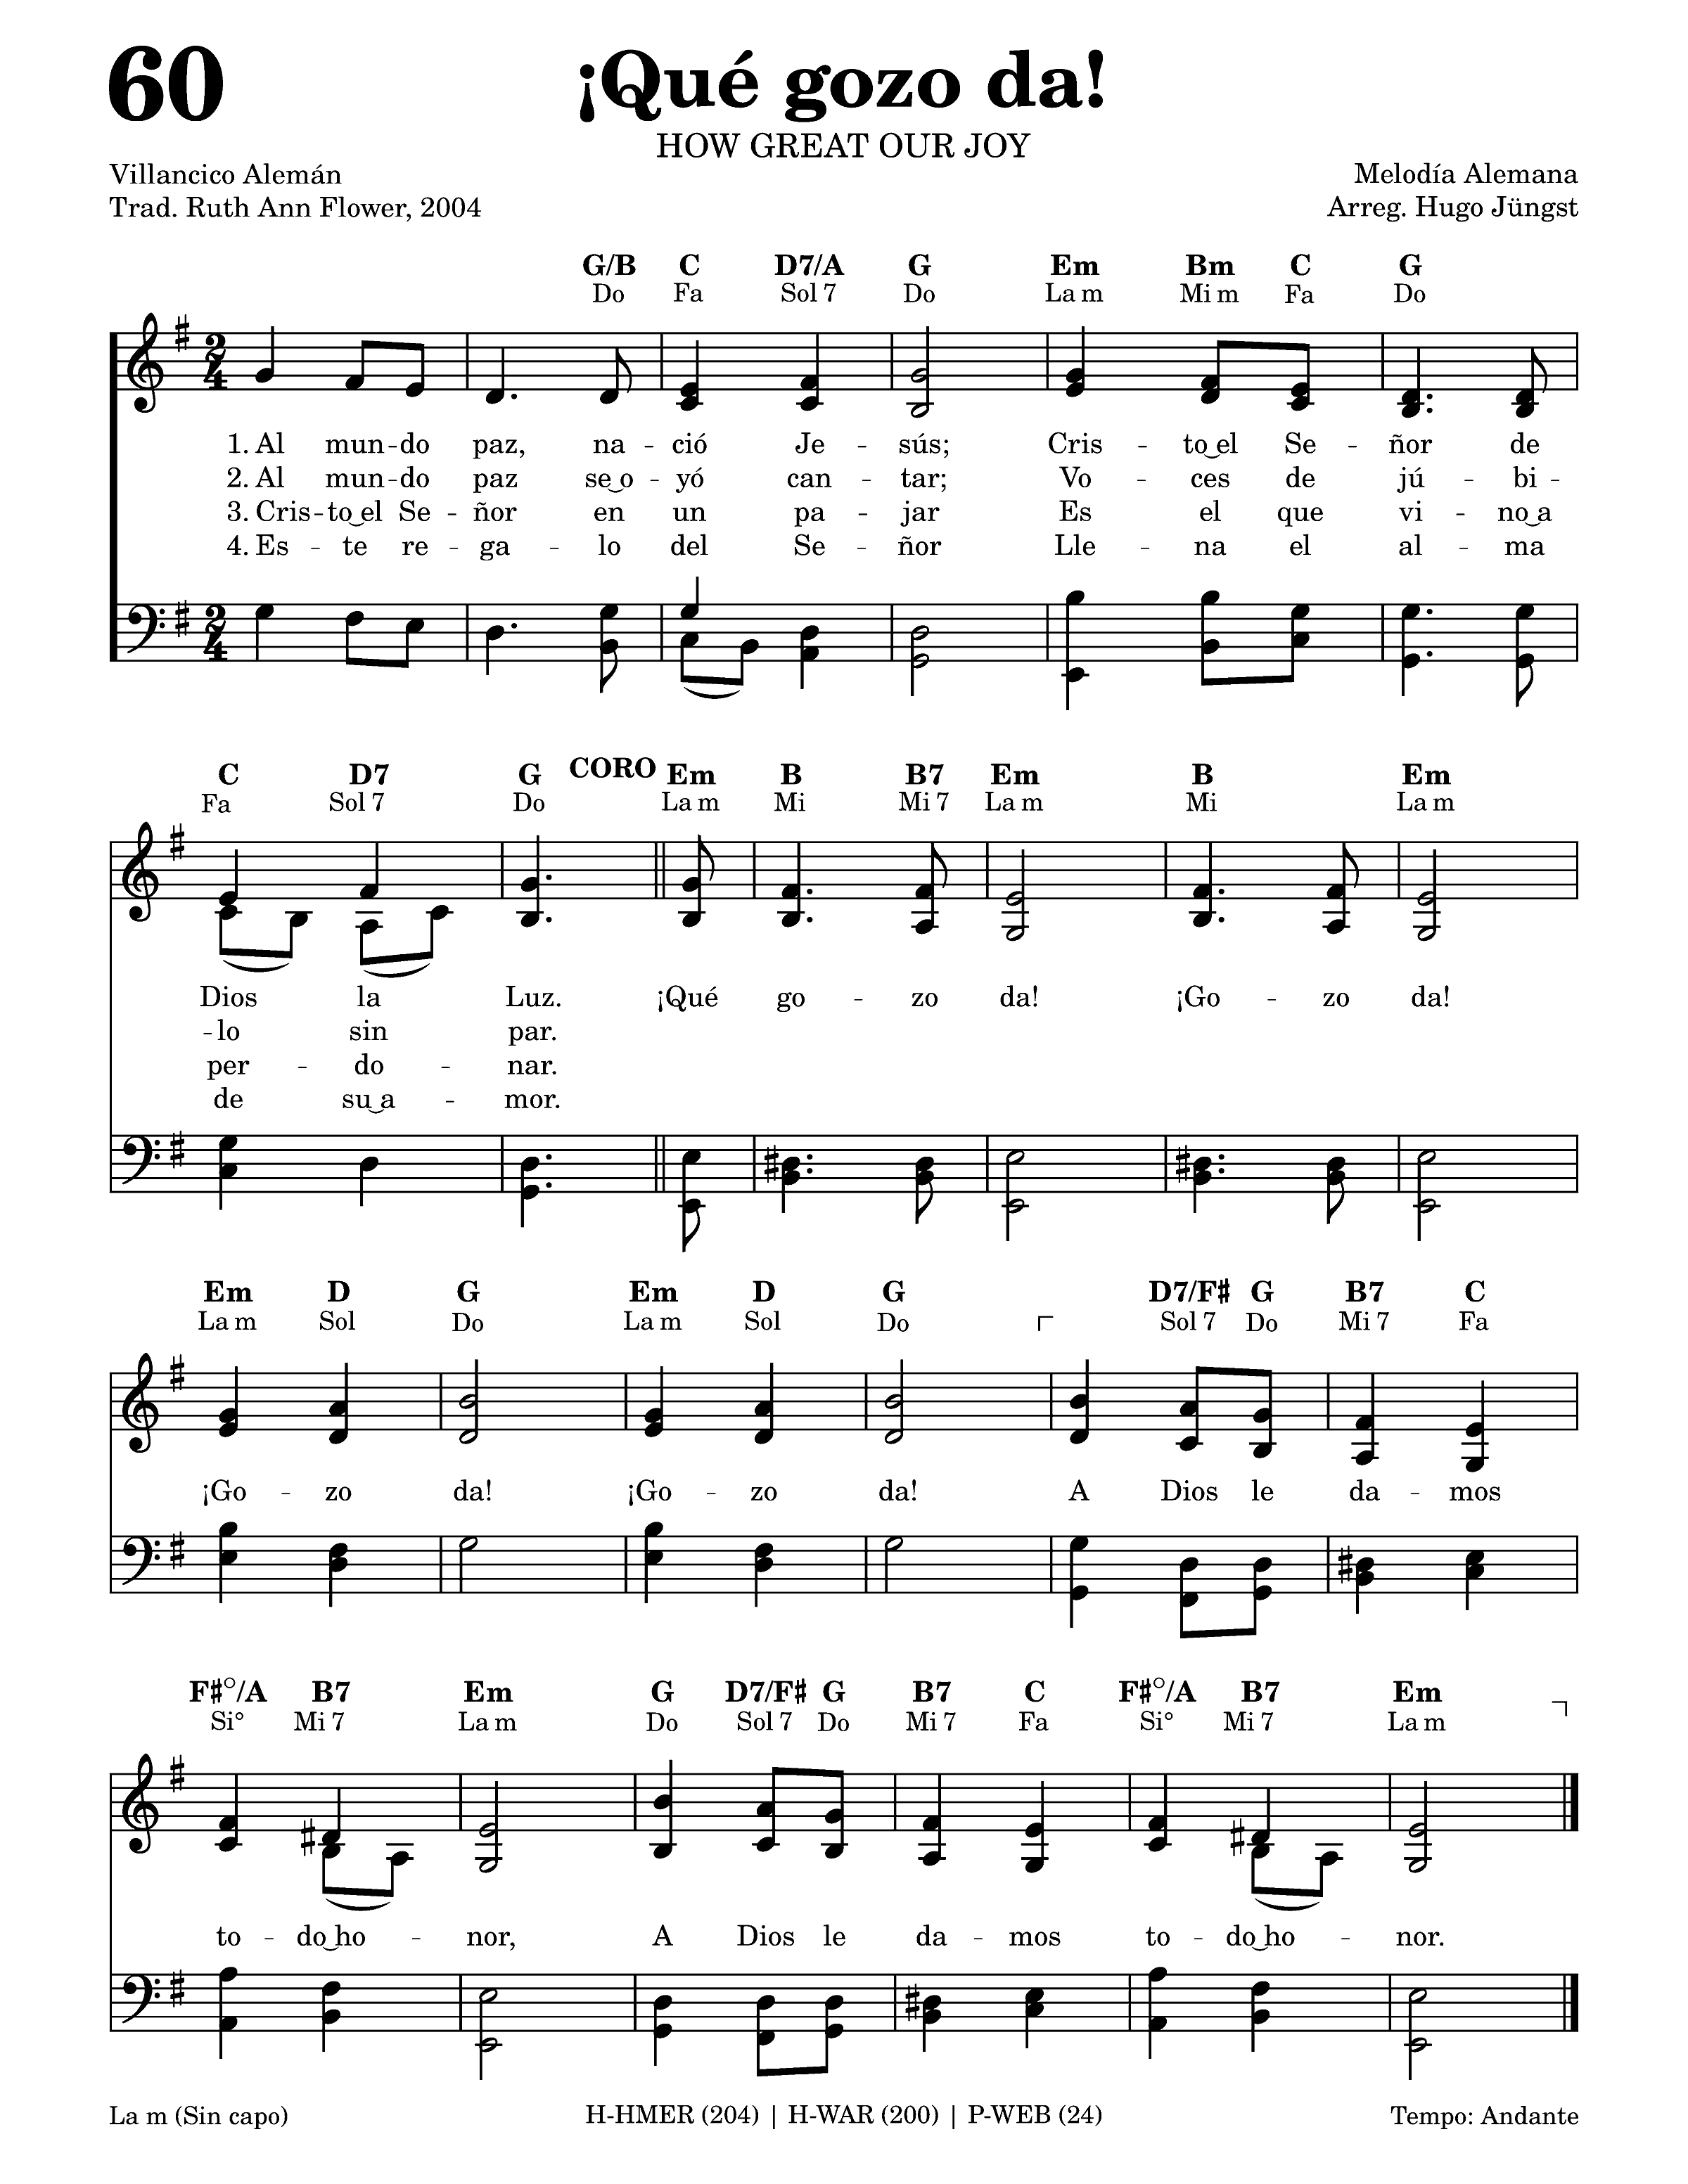 60
¡Qué gozo da!
HOW GREAT OUR JOY
Villancico Alemán
Melodía Alemana
Trad. Ruth Ann Flower, 2004
Arreg. Hugo Jüngst
G/B C D7/A G Em Bm C G
Do Fa Sol 7 Do La m Mi m Fa Do
2 4
1. Al mun – do paz, na – ció Je – sús; Cris – to‿el Se – ñor de
2. Al mun – do paz se‿o – yó can – tar; Vo – ces de jú – bi –
3. Cris – to‿el Se – ñor en un pa – jar Es el que vi – no‿a
4. Es – te re – ga – lo del Se – ñor Lle – na el al – ma
2 4
C D7 G CORO Em B B7 Em B Em
Fa Sol 7 Do La m Mi Mi 7 La m Mi La m
Dios la Luz. ¡Qué go – zo da! ¡Go – zo da!
– lo sin par.
per – do – nar.
de su‿a – mor.
Em D G Em D G D7/F♯ G B7 C
La m Sol Do La m Sol Do Sol 7 Do Mi 7 Fa
¡Go – zo da! ¡Go – zo da! A Dios le da – mos
F♯○/A B7 Em G D7/F♯ G B7 C F♯○/A B7 Em
Si° Mi 7 La m Do Sol 7 Do Mi 7 Fa Si° Mi 7 La m
to – do‿ho – nor, A Dios le da – mos to – do‿ho – nor.
La m (Sin capo)
H-HMER (204) | H-WAR (200) | P-WEB (24)
Tempo: Andante